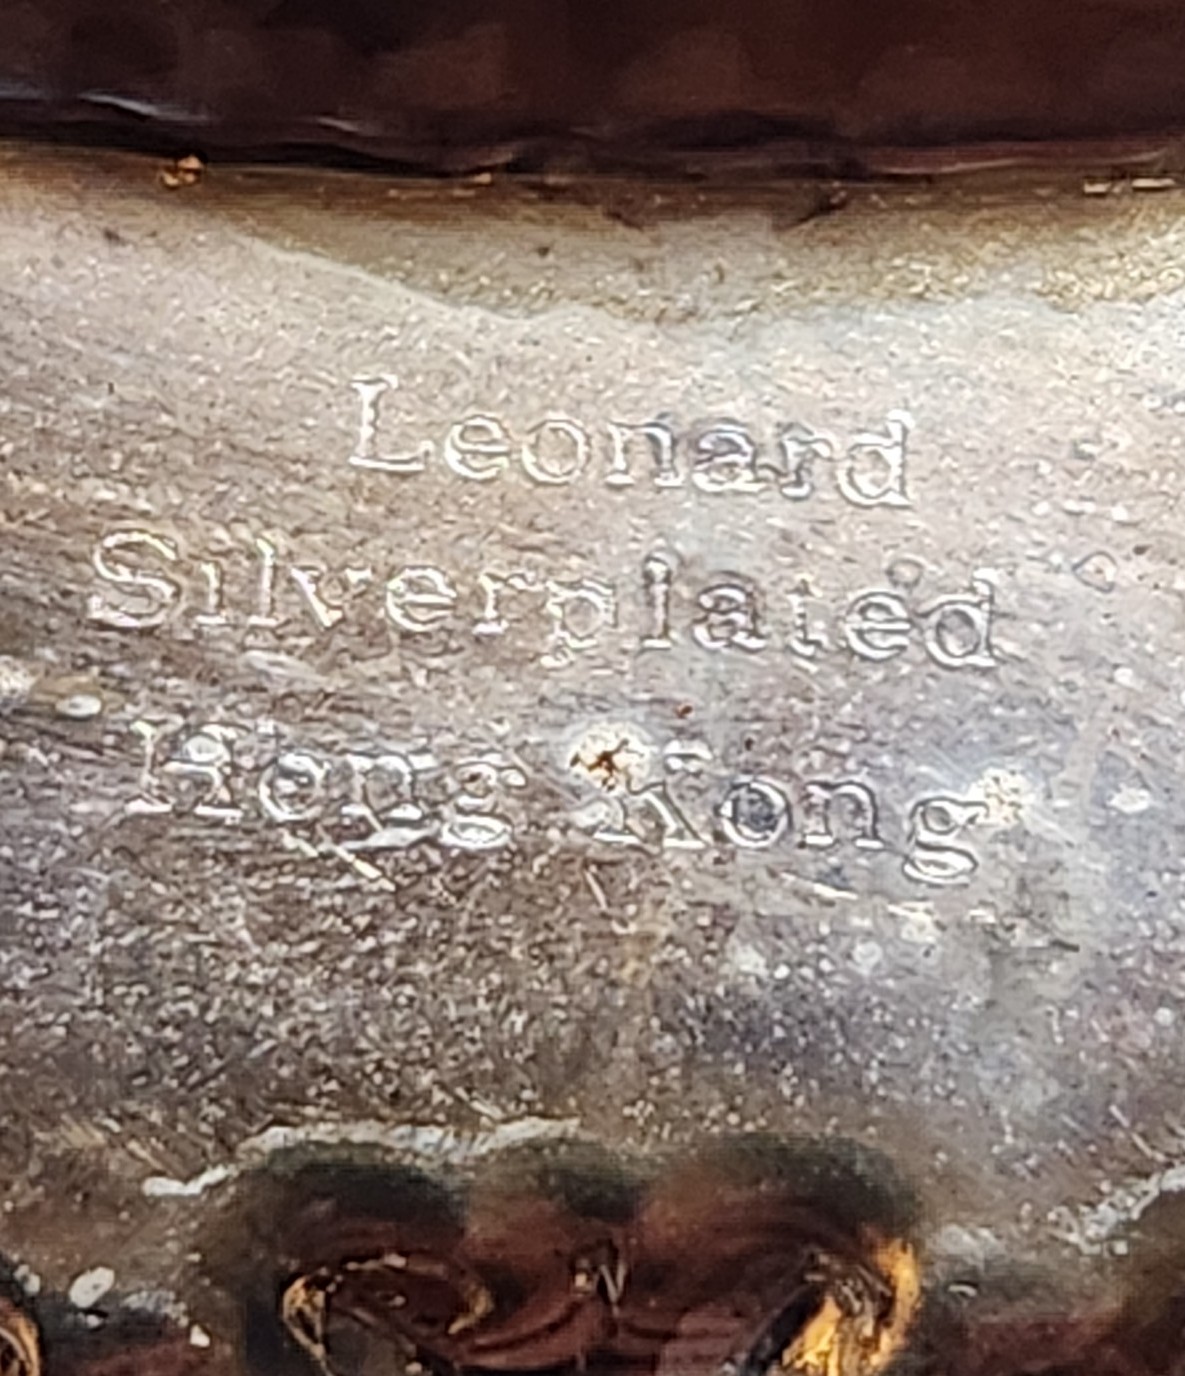 Leonard
Silverplated
Hong Kong